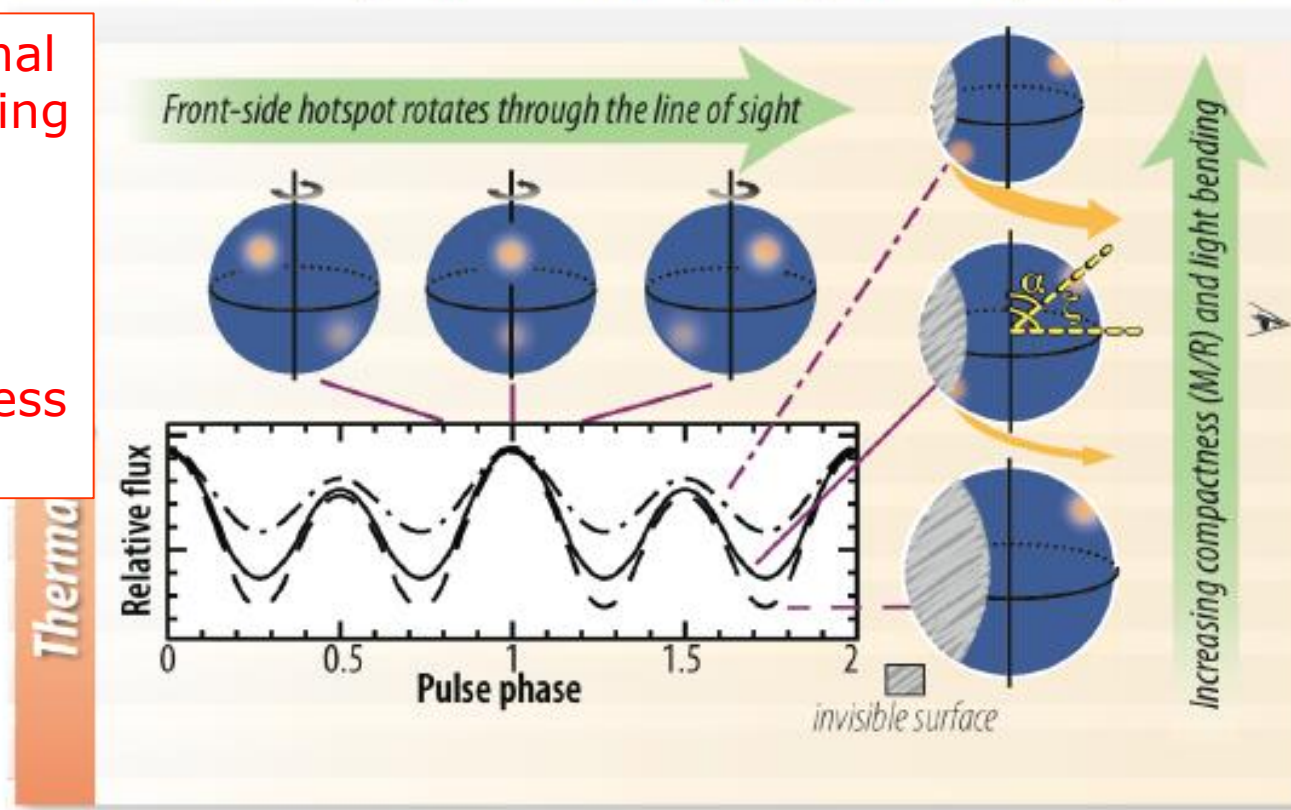 nal
ing
ess
Front-side hotspot rotates through the line of sight
Increasing compactness (M/R) and light bending
α
ζ
Therma
Relative flux
0 0.5 1 1.5 2
Pulse phase
invisible surface